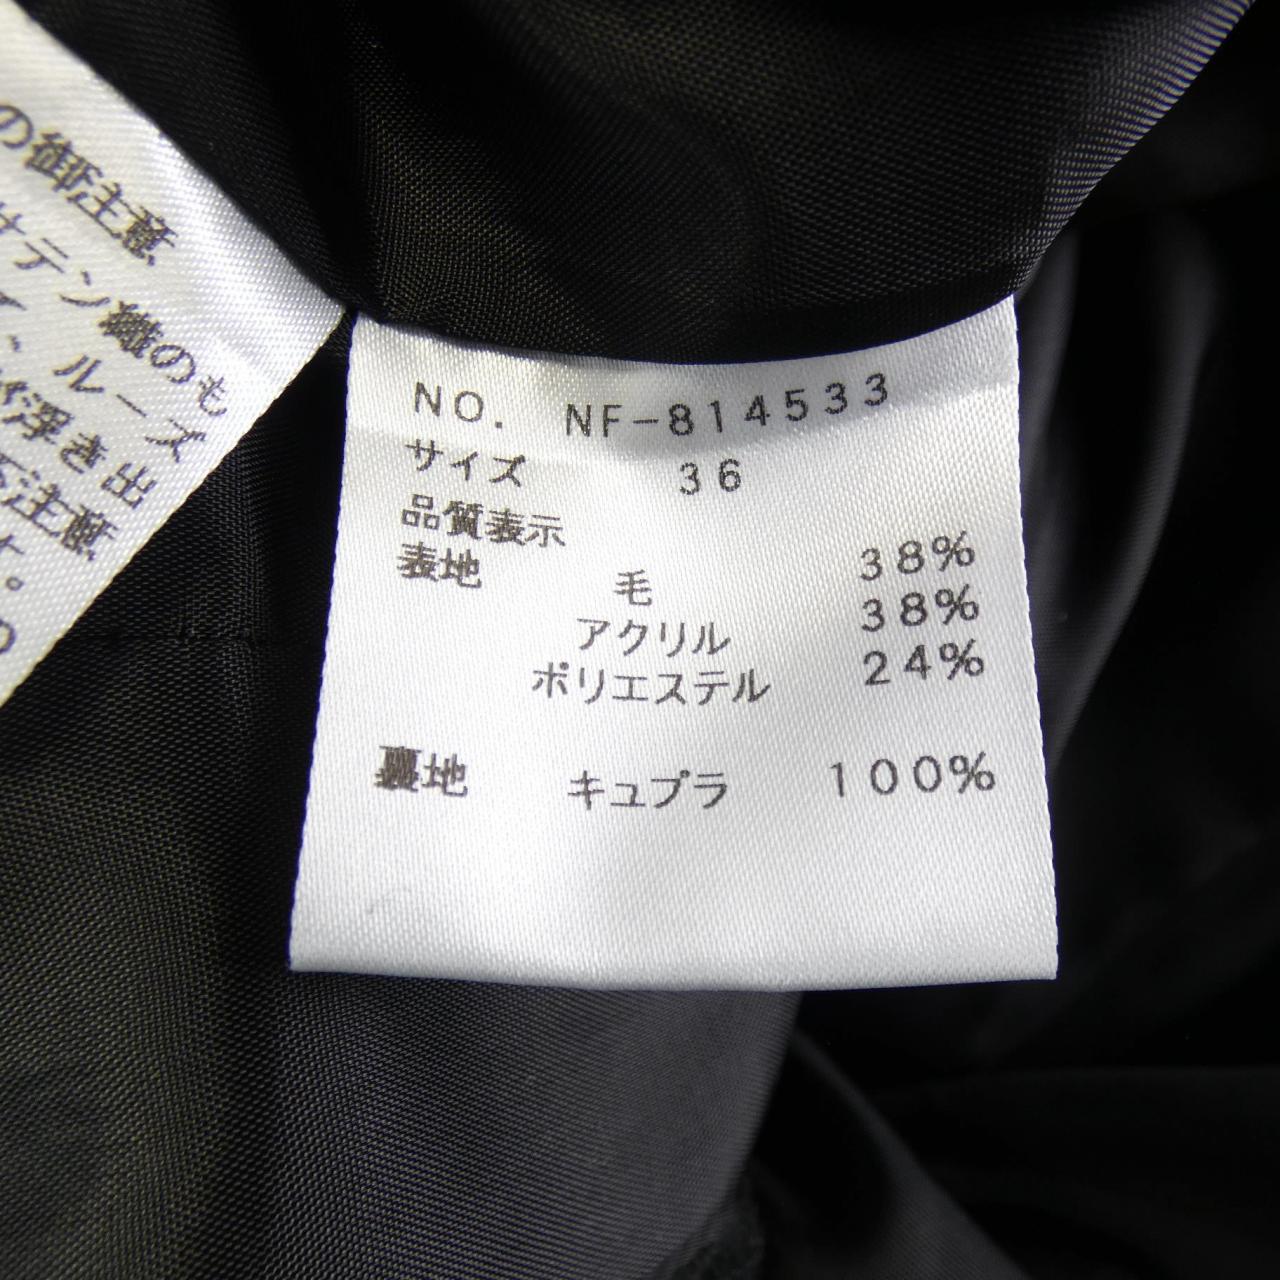 の御注意
サテン織のも
、ルーズ
が浮き出
注意
す。
NO. NF-814533
サイズ 36
品質表示
表地 毛 38%
アクリル 38%
ポリエステル 24%
裏地 キュプラ 100%